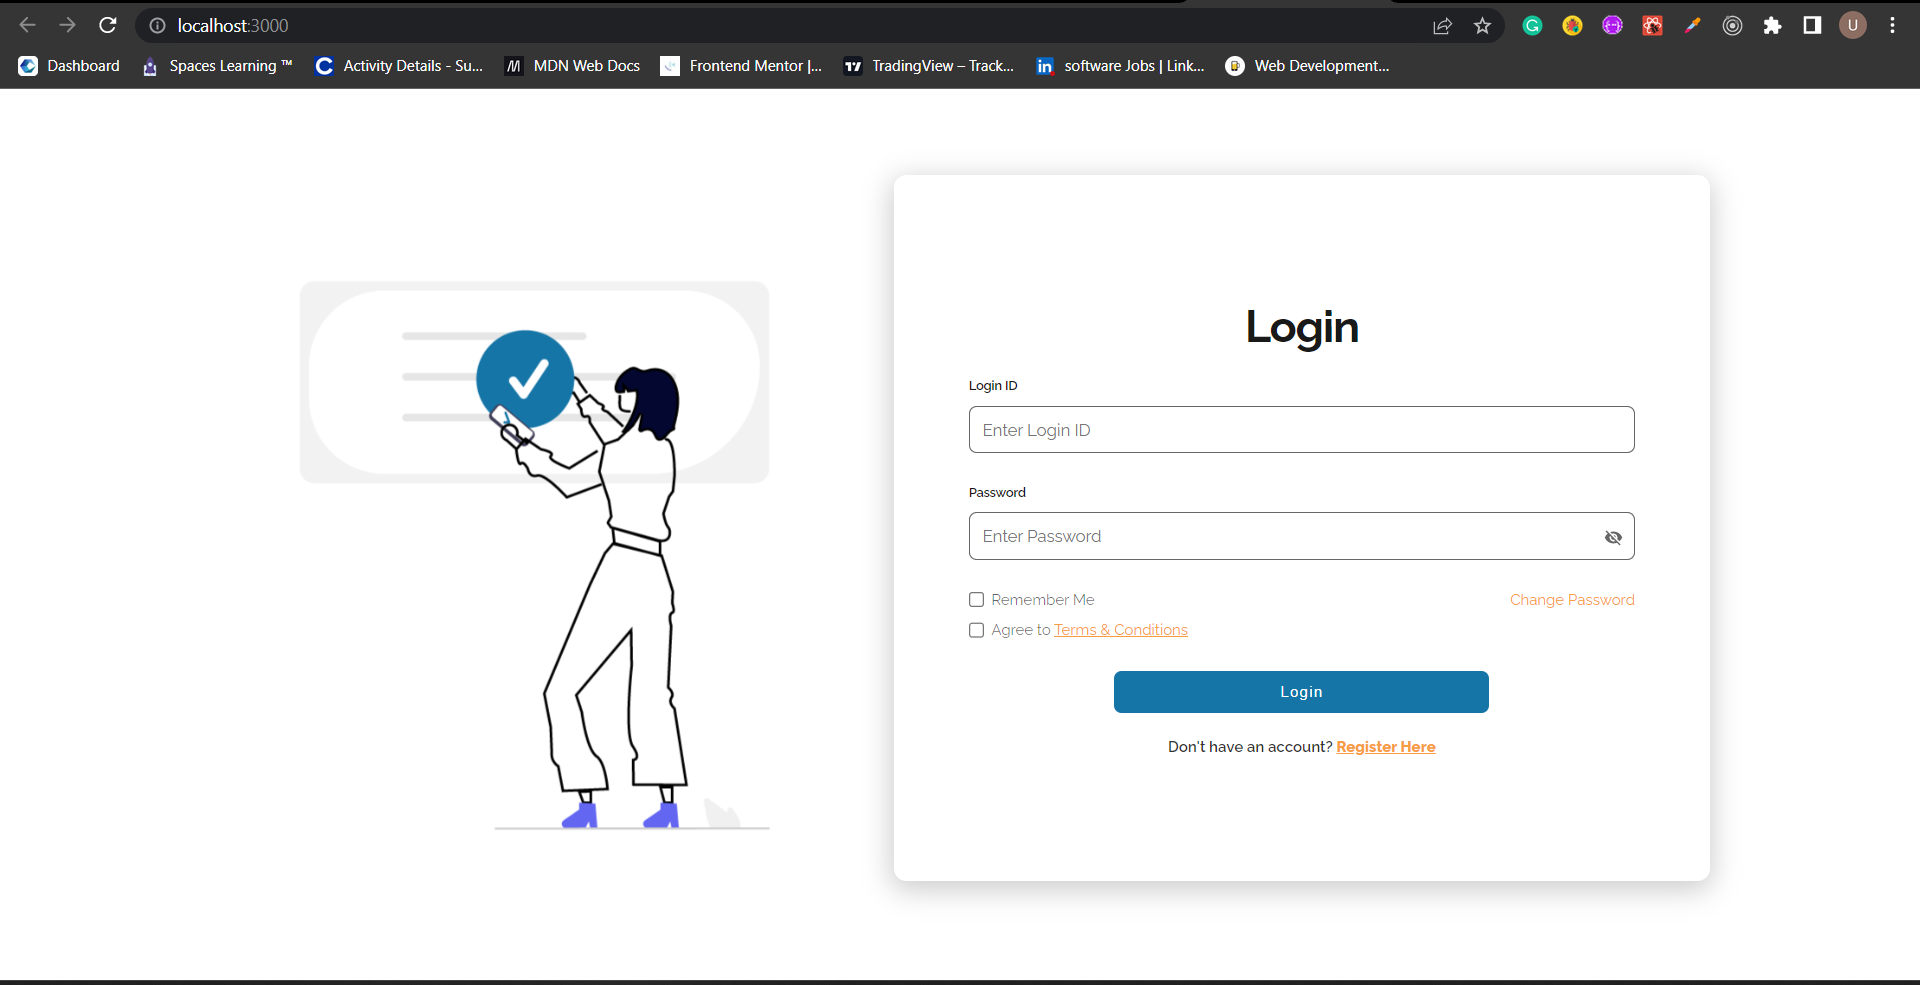 localhost:3000
U
Dashboard Spaces Learning ™ Activity Details - Su... MDN Web Docs Frontend Mentor |... TradingView – Track... software Jobs | Link... Web Development...
Login
Login ID
Enter Login ID
Password
Enter Password
Remember Me Change Password
Agree to Terms & Conditions
Login
Don't have an account? Register Here